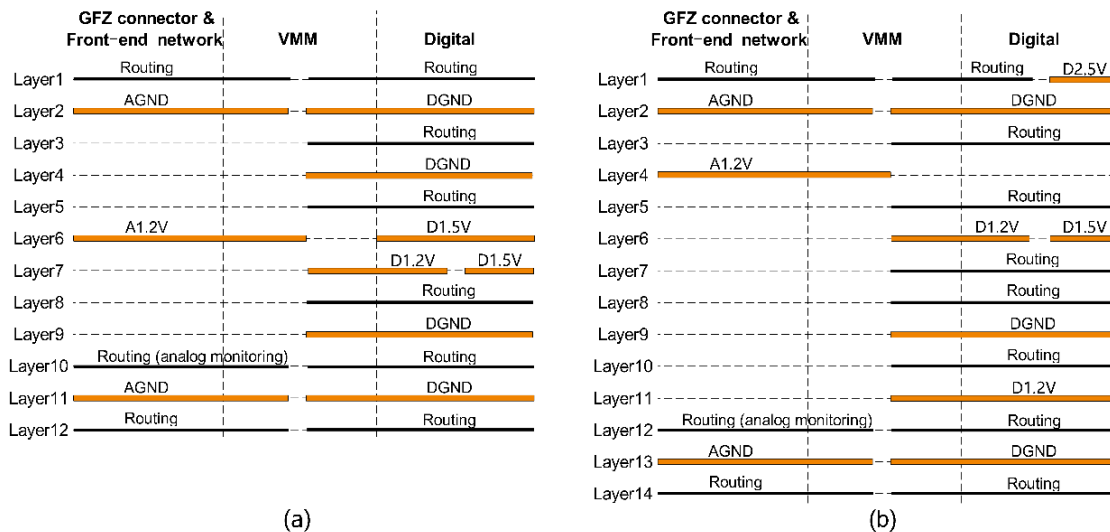 GFZ connector &
Front-end network VMM Digital
Layer1 Routing Routing
Layer2 AGND DGND
Layer3 Routing
Layer4 DGND
Layer5 Routing
Layer6 A1.2V D1.5V
Layer7 D1.2V D1.5V
Layer8 Routing
Layer9 DGND
Layer10 Routing (analog monitoring) Routing
Layer11 AGND DGND
Layer12 Routing Routing
(a)
GFZ connector &
Front-end network VMM Digital
Layer1 Routing Routing D2.5V
Layer2 AGND DGND
Layer3 Routing
Layer4 A1.2V
Layer5 Routing
Layer6 D1.2V D1.5V
Layer7 Routing
Layer8 Routing
Layer9 DGND
Layer10 Routing
Layer11 D1.2V
Layer12 Routing (analog monitoring) Routing
Layer13 AGND DGND
Layer14 Routing Routing
(b)